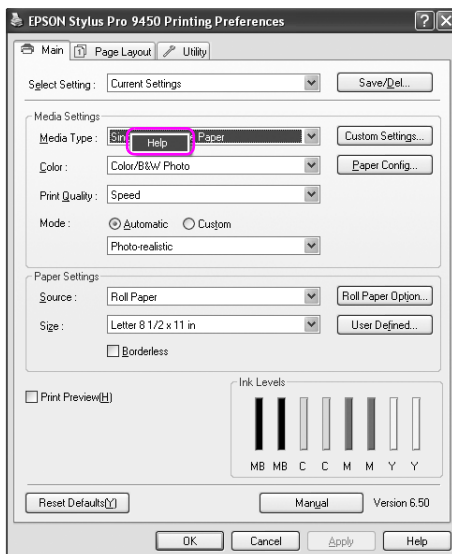 EPSON Stylus Pro 9450 Printing Preferences
Main Page Layout Utility
Select Setting : Current Settings Save/Del...
Media Settings
Media Type : Help Paper Custom Settings...
Color : Color/B&W Photo Paper Config...
Print Quality : Speed
Mode : Automatic Custom
Photo-realistic
Paper Settings
Source : Roll Paper Roll Paper Option...
Size : Letter 8 1/2 x 11 in User Defined...
Borderless
Print Preview(H)
Ink Levels
MB MB C C M M Y Y
Reset Defaults(Y) Manual Version 6.50
OK Cancel Apply Help